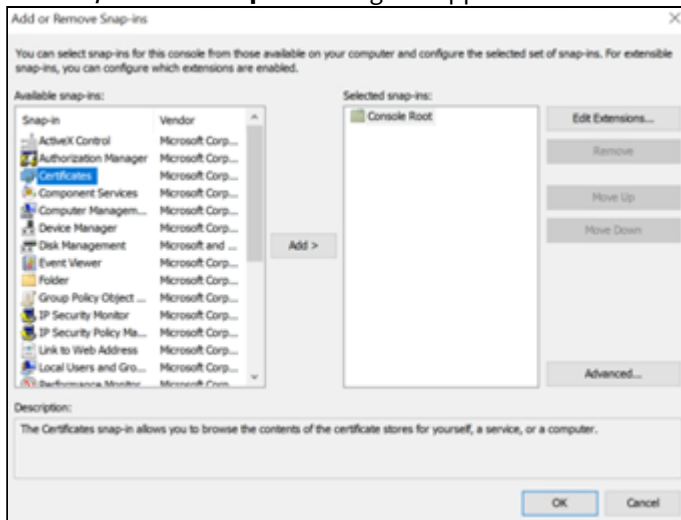 Add or Remove Snap-ins
You can select snap-ins for this console from those available on your computer and configure the selected set of snap-ins. For extensible
snap-ins, you can configure which extensions are enabled.
Available snap-ins:
Selected snap-ins:
Snap-in Vendor
ActiveX Control Microsoft Corp...
Authorization Manager Microsoft Corp...
Certificates Microsoft Corp...
Component Services Microsoft Corp...
Computer Managem... Microsoft Corp...
Device Manager Microsoft Corp...
Disk Management Microsoft and ...
Event Viewer Microsoft Corp...
Folder Microsoft Corp...
Group Policy Object ... Microsoft Corp...
IP Security Monitor Microsoft Corp...
IP Security Policy Ma... Microsoft Corp...
Link to Web Address Microsoft Corp...
Local Users and Gro... Microsoft Corp...
Performance Monitor Microsoft Corp...
Add >
Console Root
Edit Extensions...
Remove
Move Up
Move Down
Advanced...
Description:
The Certificates snap-in allows you to browse the contents of the certificate stores for yourself, a service, or a computer.
OK Cancel